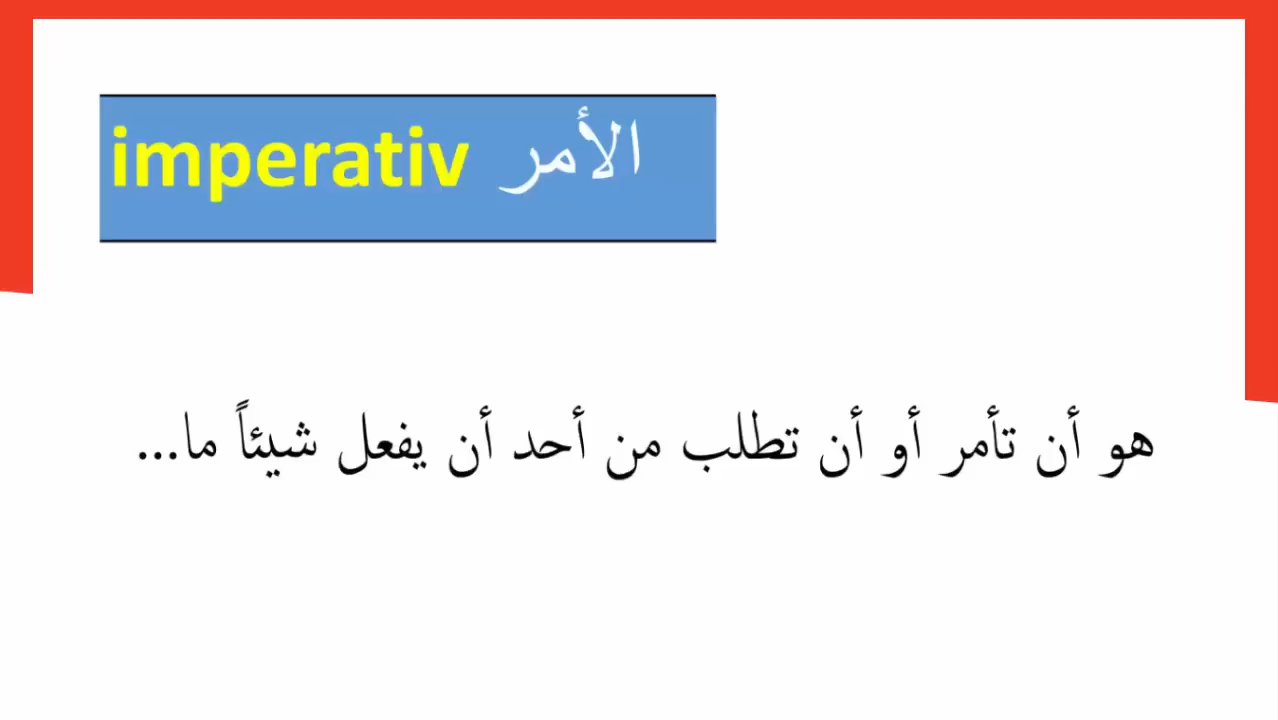 imperativ الأمر
هو أن تأمر أو أن تطلب من أحد أن يفعل شيئاً ما...